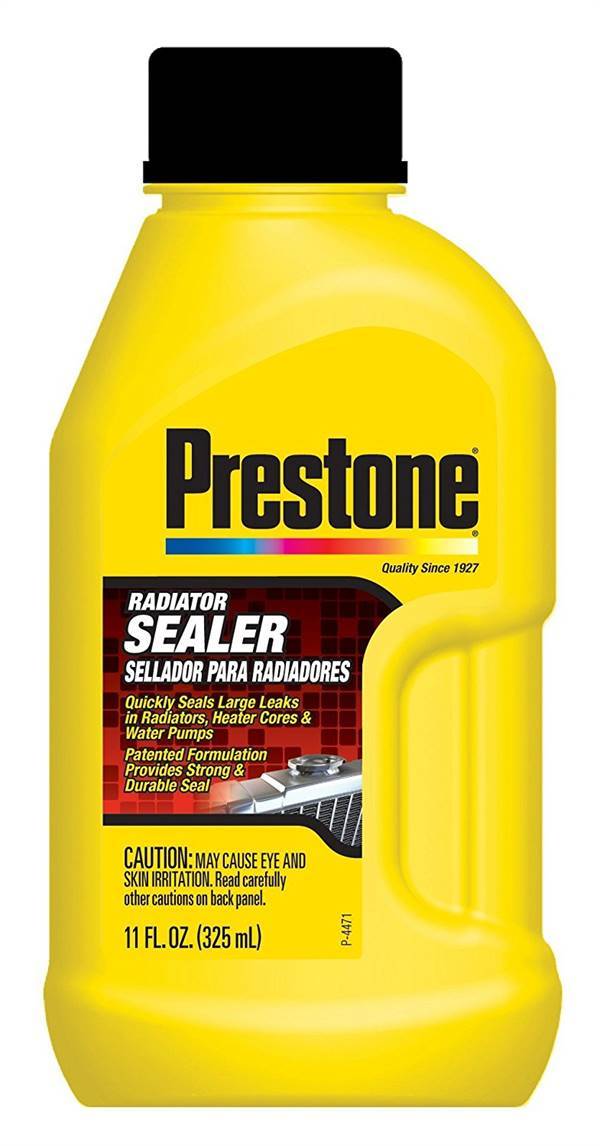 Prestone®
®
Quality Since 1927
RADIATOR
SEALER
SELLADOR PARA RADIADORES
Quickly Seals Large Leaks
in Radiators, Heater Cores &
Water Pumps
Patented Formulation
Provides Strong &
Durable Seal
CAUTION: MAY CAUSE EYE AND
SKIN IRRITATION. Read carefully
other cautions on back panel.
11 FL. OZ. (325 mL)
P-4471